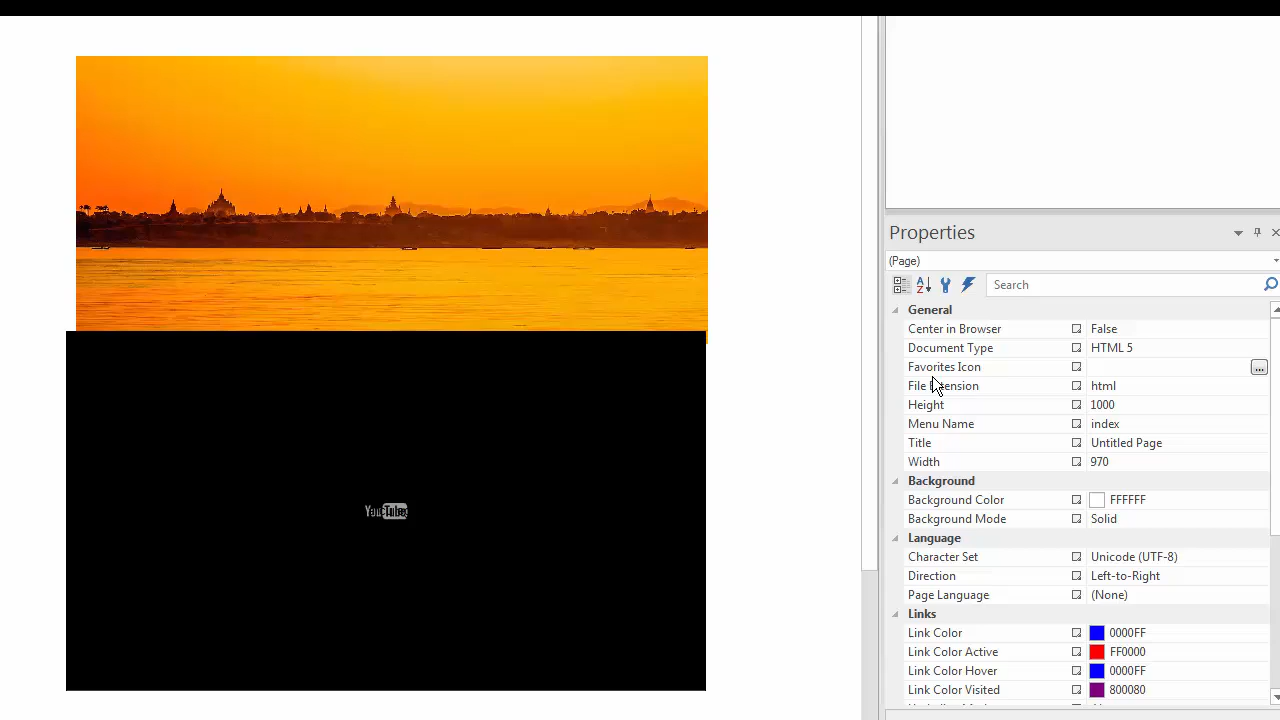 Properties
(Page)
Search
General
Center in Browser False
Document Type HTML 5
Favorites Icon ...
File Extension html
Height 1000
Menu Name index
Title Untitled Page
Width 970
Background
Background Color FFFFFF
Background Mode Solid
Language
Character Set Unicode (UTF-8)
Direction Left-to-Right
Page Language (None)
Links
Link Color 0000FF
Link Color Active FF0000
Link Color Hover 0000FF
Link Color Visited 800080
YouTube